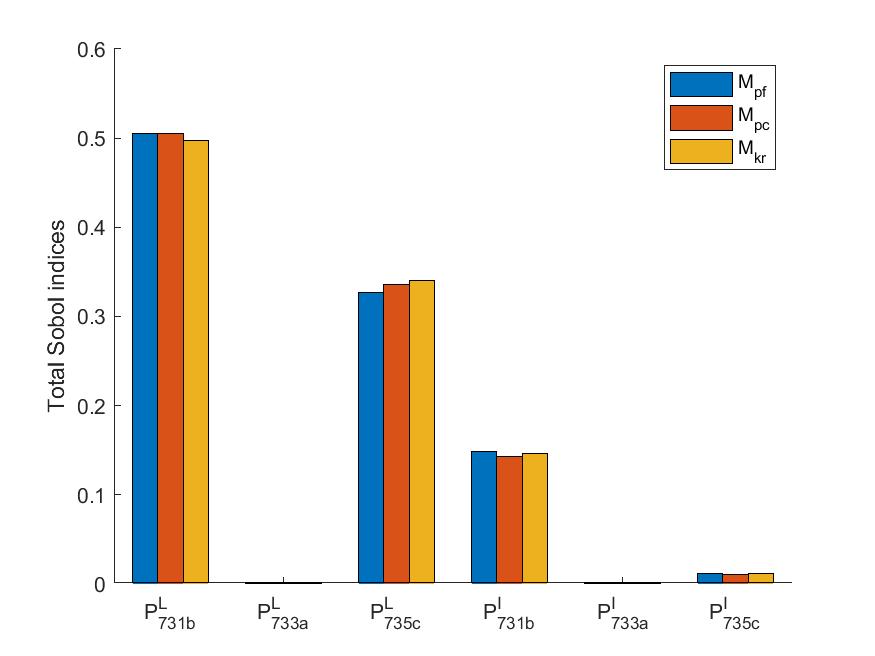 0.6
0.5
0.4
0.3
0.2
0.1
0
Total Sobol indices
M_pf
M_pc
M_kr
P^L_731b
P^L_733a
P^L_735c
P^I_731b
P^I_733a
P^I_735c